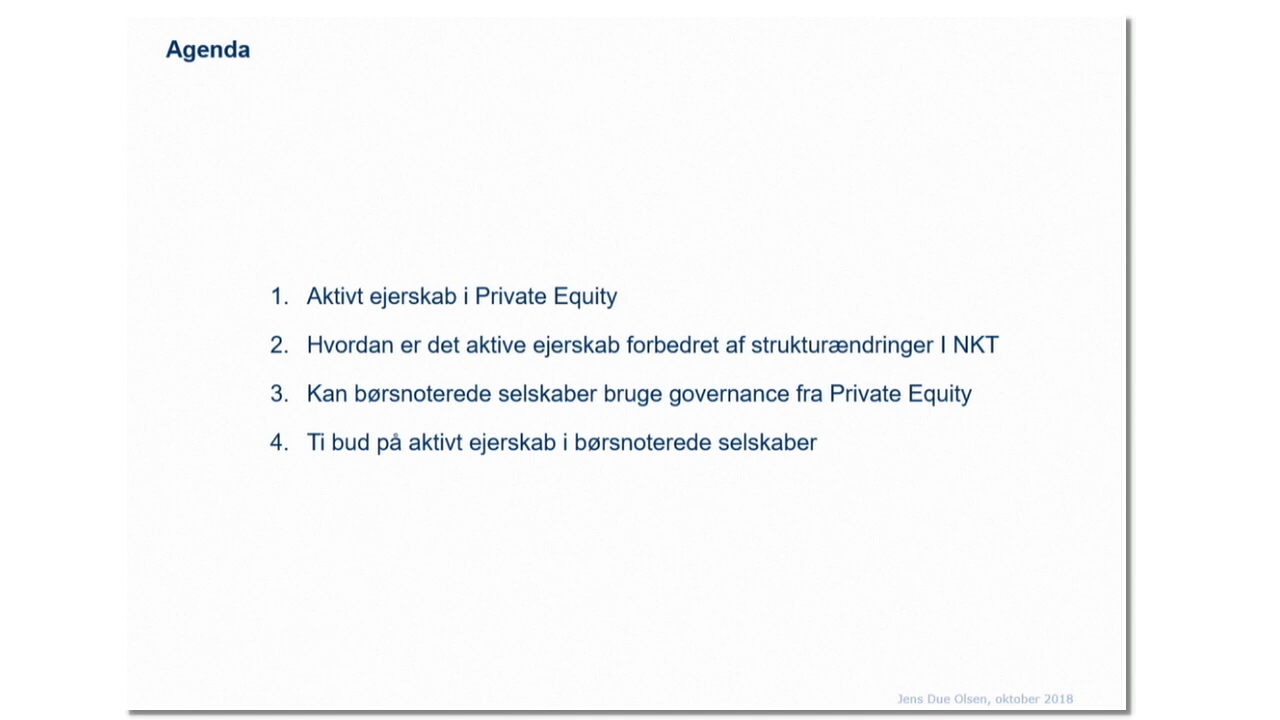 Agenda
1. Aktivt ejerskab i Private Equity
2. Hvordan er det aktive ejerskab forbedret af strukturændringer I NKT
3. Kan børsnoterede selskaber bruge governance fra Private Equity
4. Ti bud på aktivt ejerskab i børsnoterede selskaber
Jens Due Olsen, oktober 2018